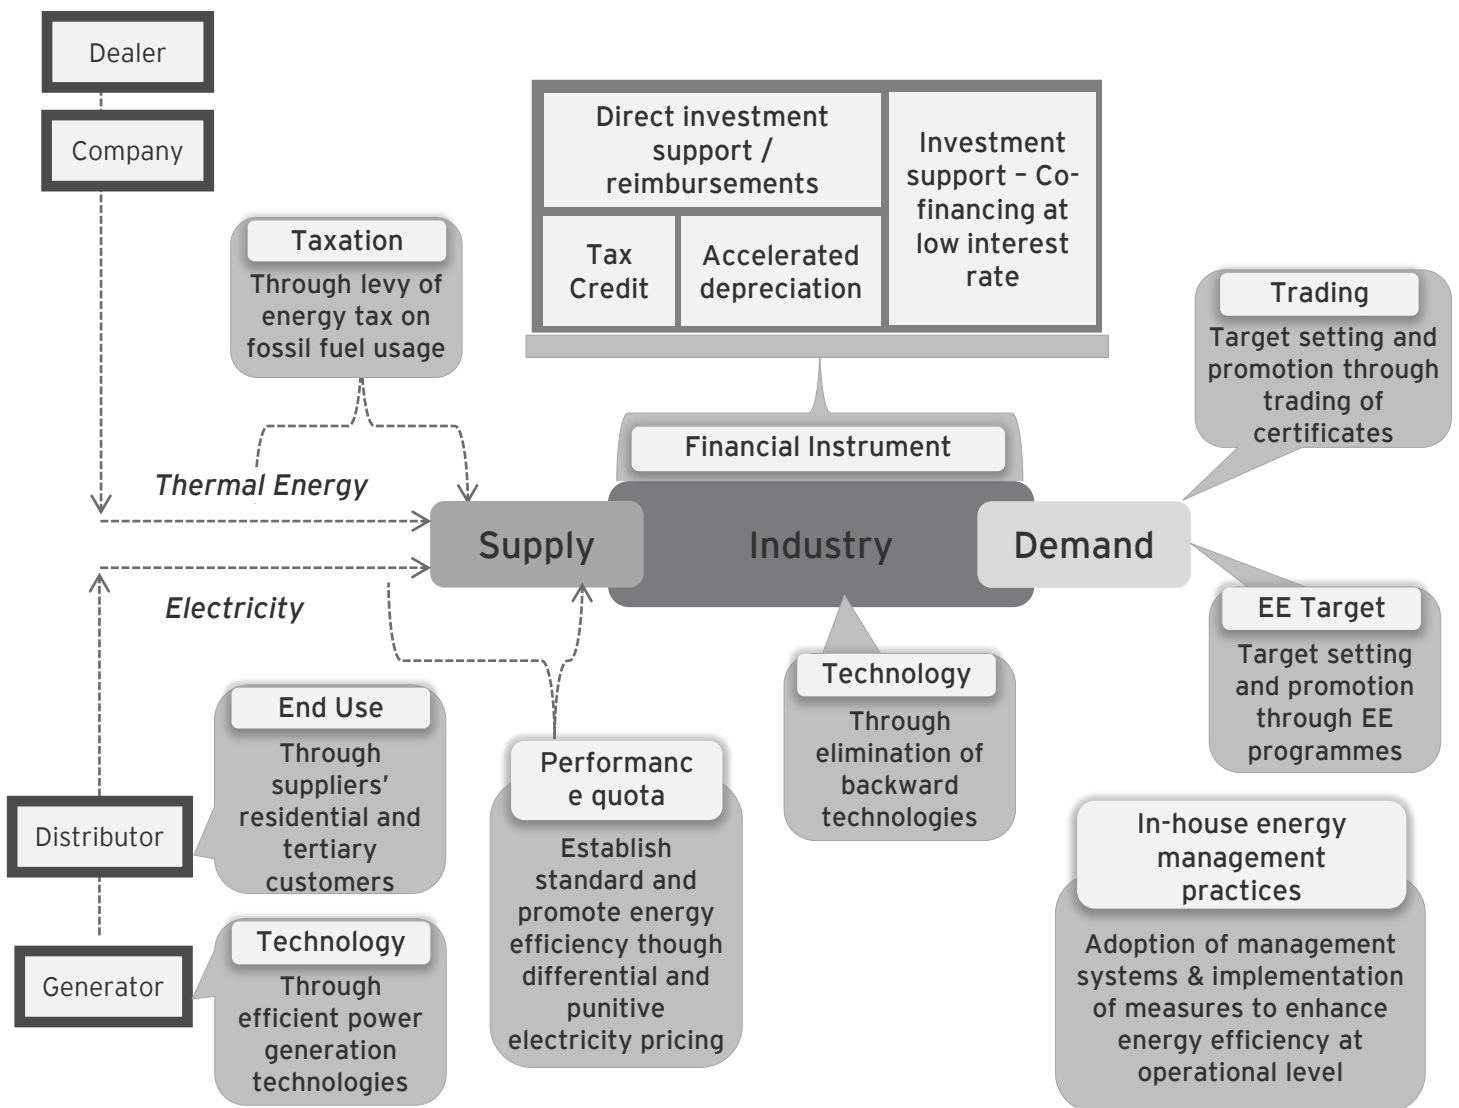 Dealer
Company
Direct investment
support /
reimbursements
Tax
Credit
Accelerated
depreciation
Investment
support – Co-
financing at
low interest
rate
Taxation
Through levy of
energy tax on
fossil fuel usage
Trading
Target setting and
promotion through
trading of
certificates
Financial Instrument
Thermal Energy
Supply
Industry
Demand
Electricity
EE Target
Target setting
and promotion
through EE
programmes
Technology
Through
elimination of
backward
technologies
End Use
Through
suppliers'
residential and
tertiary
customers
Performanc
e quota
Establish
standard and
promote energy
efficiency though
differential and
punitive
electricity pricing
Distributor
In-house energy
management
practices
Adoption of management
systems & implementation
of measures to enhance
energy efficiency at
operational level
Generator
Technology
Through
efficient power
generation
technologies